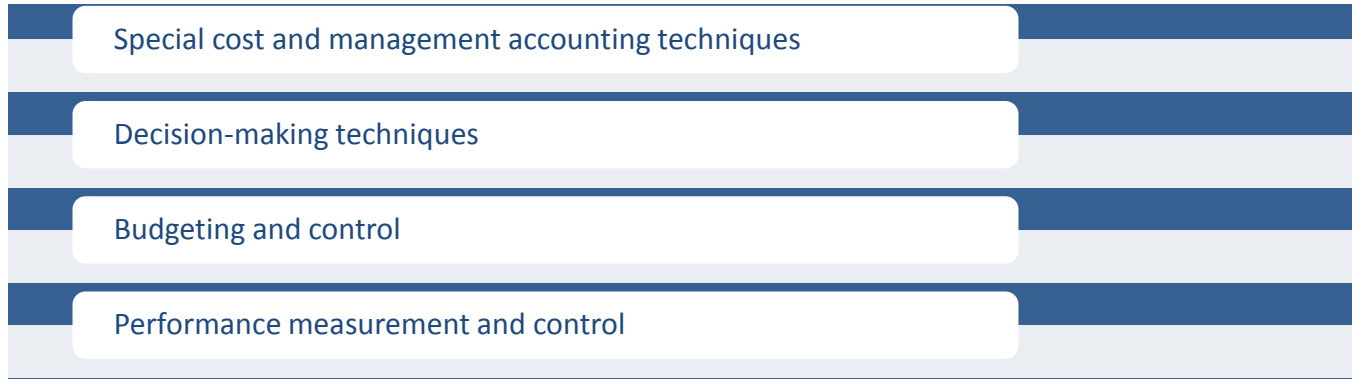 Special cost and management accounting techniques
Decision-making techniques
Budgeting and control
Performance measurement and control